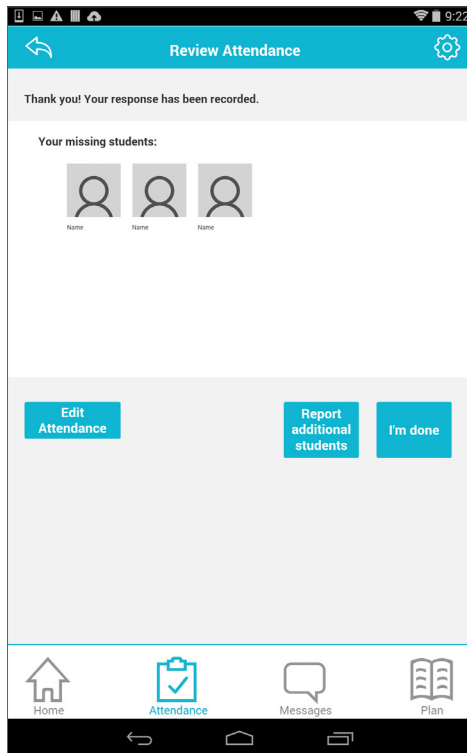 9:22
Review Attendance
Thank you! Your response has been recorded.
Your missing students:
Name Name Name
Edit
Attendance
Report
additional
students
I'm done
Home Attendance Messages Plan